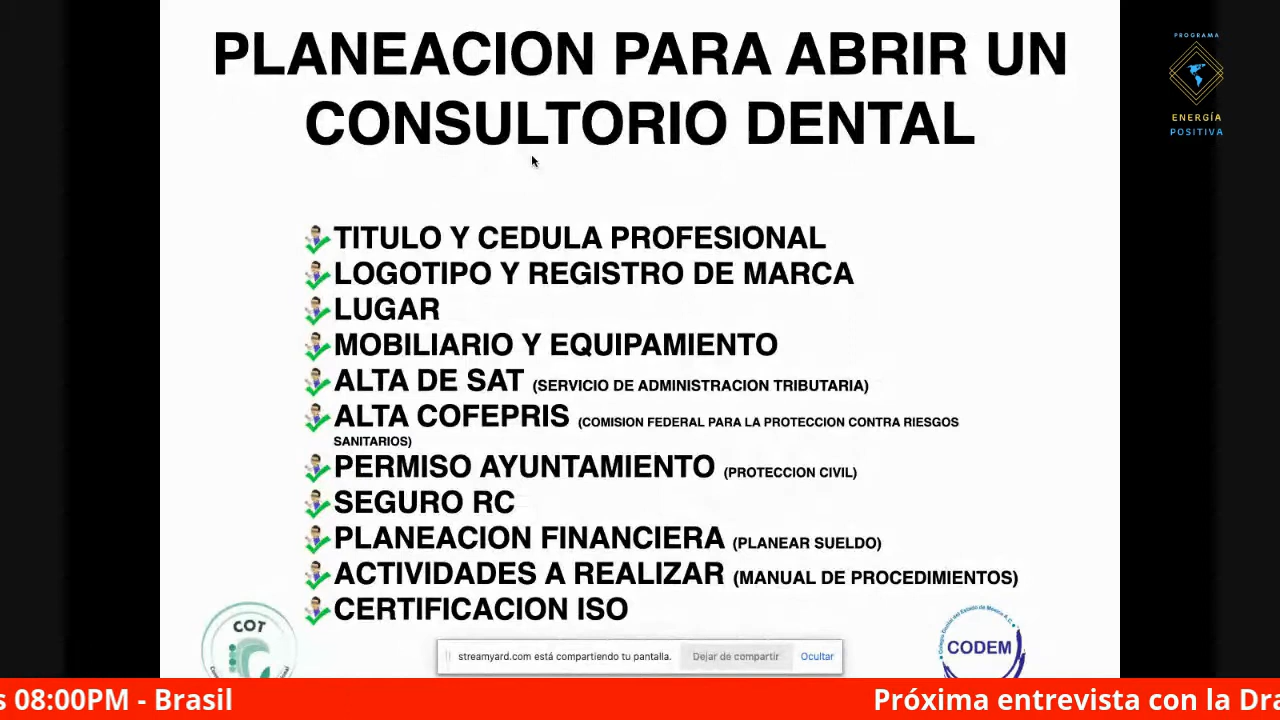 PLANEACION PARA ABRIR UN
CONSULTORIO DENTAL
PROGRAMA
ENERGÍA
POSITIVA
TITULO Y CEDULA PROFESIONAL
LOGOTIPO Y REGISTRO DE MARCA
LUGAR
MOBILIARIO Y EQUIPAMIENTO
ALTA DE SAT (SERVICIO DE ADMINISTRACION TRIBUTARIA)
ALTA COFEPRIS (COMISION FEDERAL PARA LA PROTECCION CONTRA RIESGOS
SANITARIOS)
PERMISO AYUNTAMIENTO (PROTECCION CIVIL)
SEGURO RC
PLANEACION FINANCIERA (PLANEAR SUELDO)
ACTIVIDADES A REALIZAR (MANUAL DE PROCEDIMIENTOS)
CERTIFICACION ISO
COT
CODEM
streamyard.com está compartiendo tu pantalla.
Dejar de compartir
Ocultar
s 08:00PM - Brasil
Próxima entrevista con la Dra